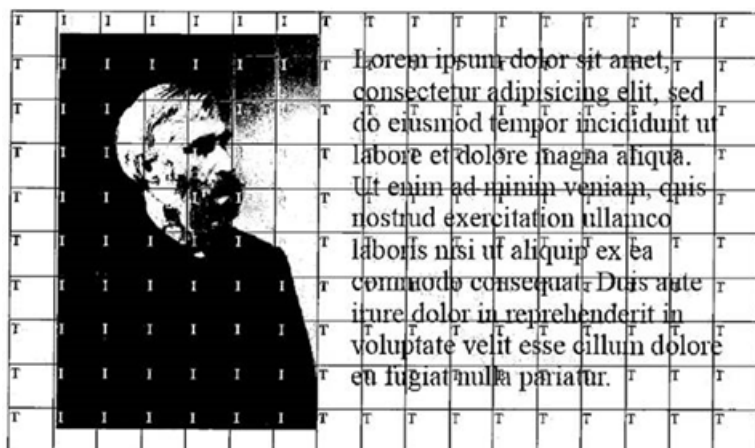 T I I I I I I T T T T T T T T T T
Lorem ipsum dolor sit amet,
consectetur adipisicing elit, sed
do eiusmod tempor incididunt ut
labore et dolore magna aliqua.
Ut enim ad minim veniam, quis
nostrud exercitation ullamco
laboris nisi ut aliquip ex ea
commodo consequat. Duis aute
irure dolor in reprehenderit in
voluptate velit esse cillum dolore
eu fugiat nulla pariatur.
T I I I I I I T T T T T T T T T T